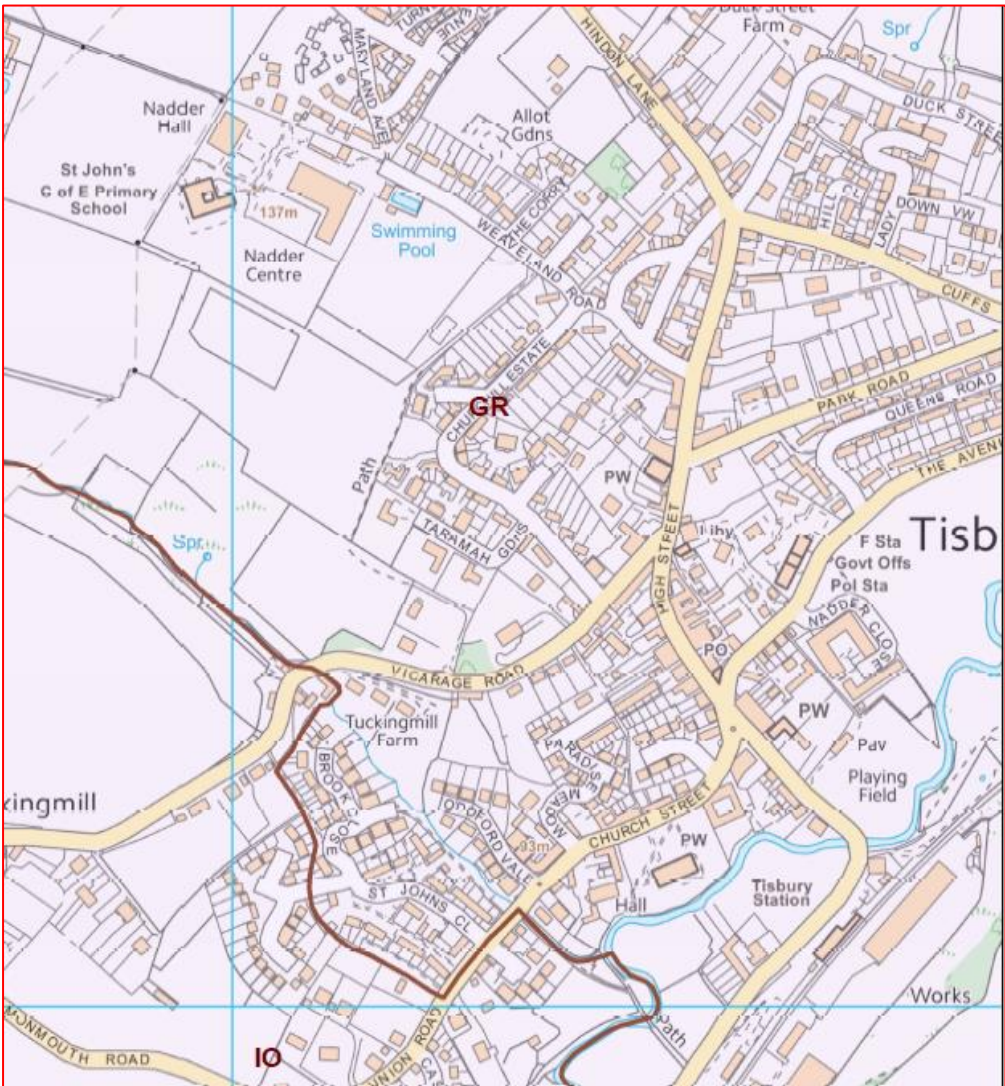 Duck Street
Farm
Spr
HINDON LANE
MARYLAND AVE
Nadder
Hall
Allot
Gdns
DUCK STREET
St John's
C of E Primary
School
137m
Nadder
Centre
Swimming
Pool
THE CORRY
WEAVELAND ROAD
HILL CL
LADY
DOWN VW
CUFFS
CHURCHILL ESTATE
GR
PARK ROAD
QUEENS ROAD
THE AVEN
Path
PW
TARAMAH GDNS
Liby
HIGH STREET
F Sta
Govt Offs
Pol Sta
Tisb
Spr
NADDER CLOSE
PO
VICARAGE ROAD
Tuckingmill
Farm
PARADISE
MEADOW
PW
Pav
Playing
Field
kingmill
BROOK CLOSE
CHURCH STREET
93m
PW
ST JOHNS CL
Hall
Tisbury
Station
Works
Path
MONMOUTH ROAD
IO
UNION ROAD